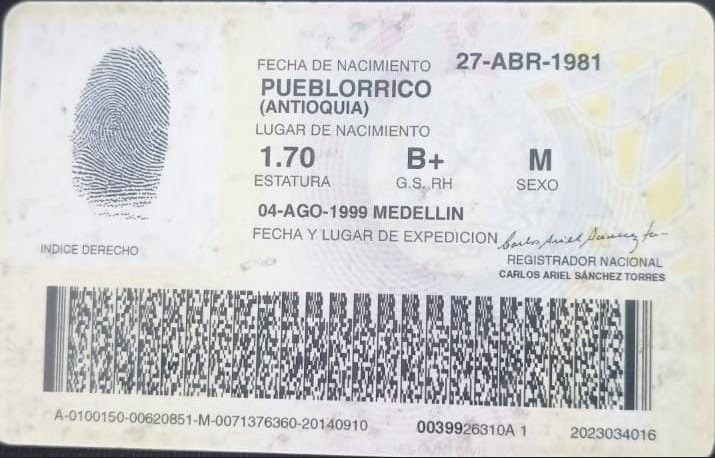 FECHA DE NACIMIENTO 27-ABR-1981
PUEBLORRICO
(ANTIOQUIA)
LUGAR DE NACIMIENTO
1.70 B+ M
ESTATURA G.S. RH SEXO
04-AGO-1999 MEDELLIN
FECHA Y LUGAR DE EXPEDICION
INDICE DERECHO
REGISTRADOR NACIONAL
CARLOS ARIEL SÁNCHEZ TORRES
A-0100150-00620851-M-0071376360-20140910 0039926310A 1 2023034016